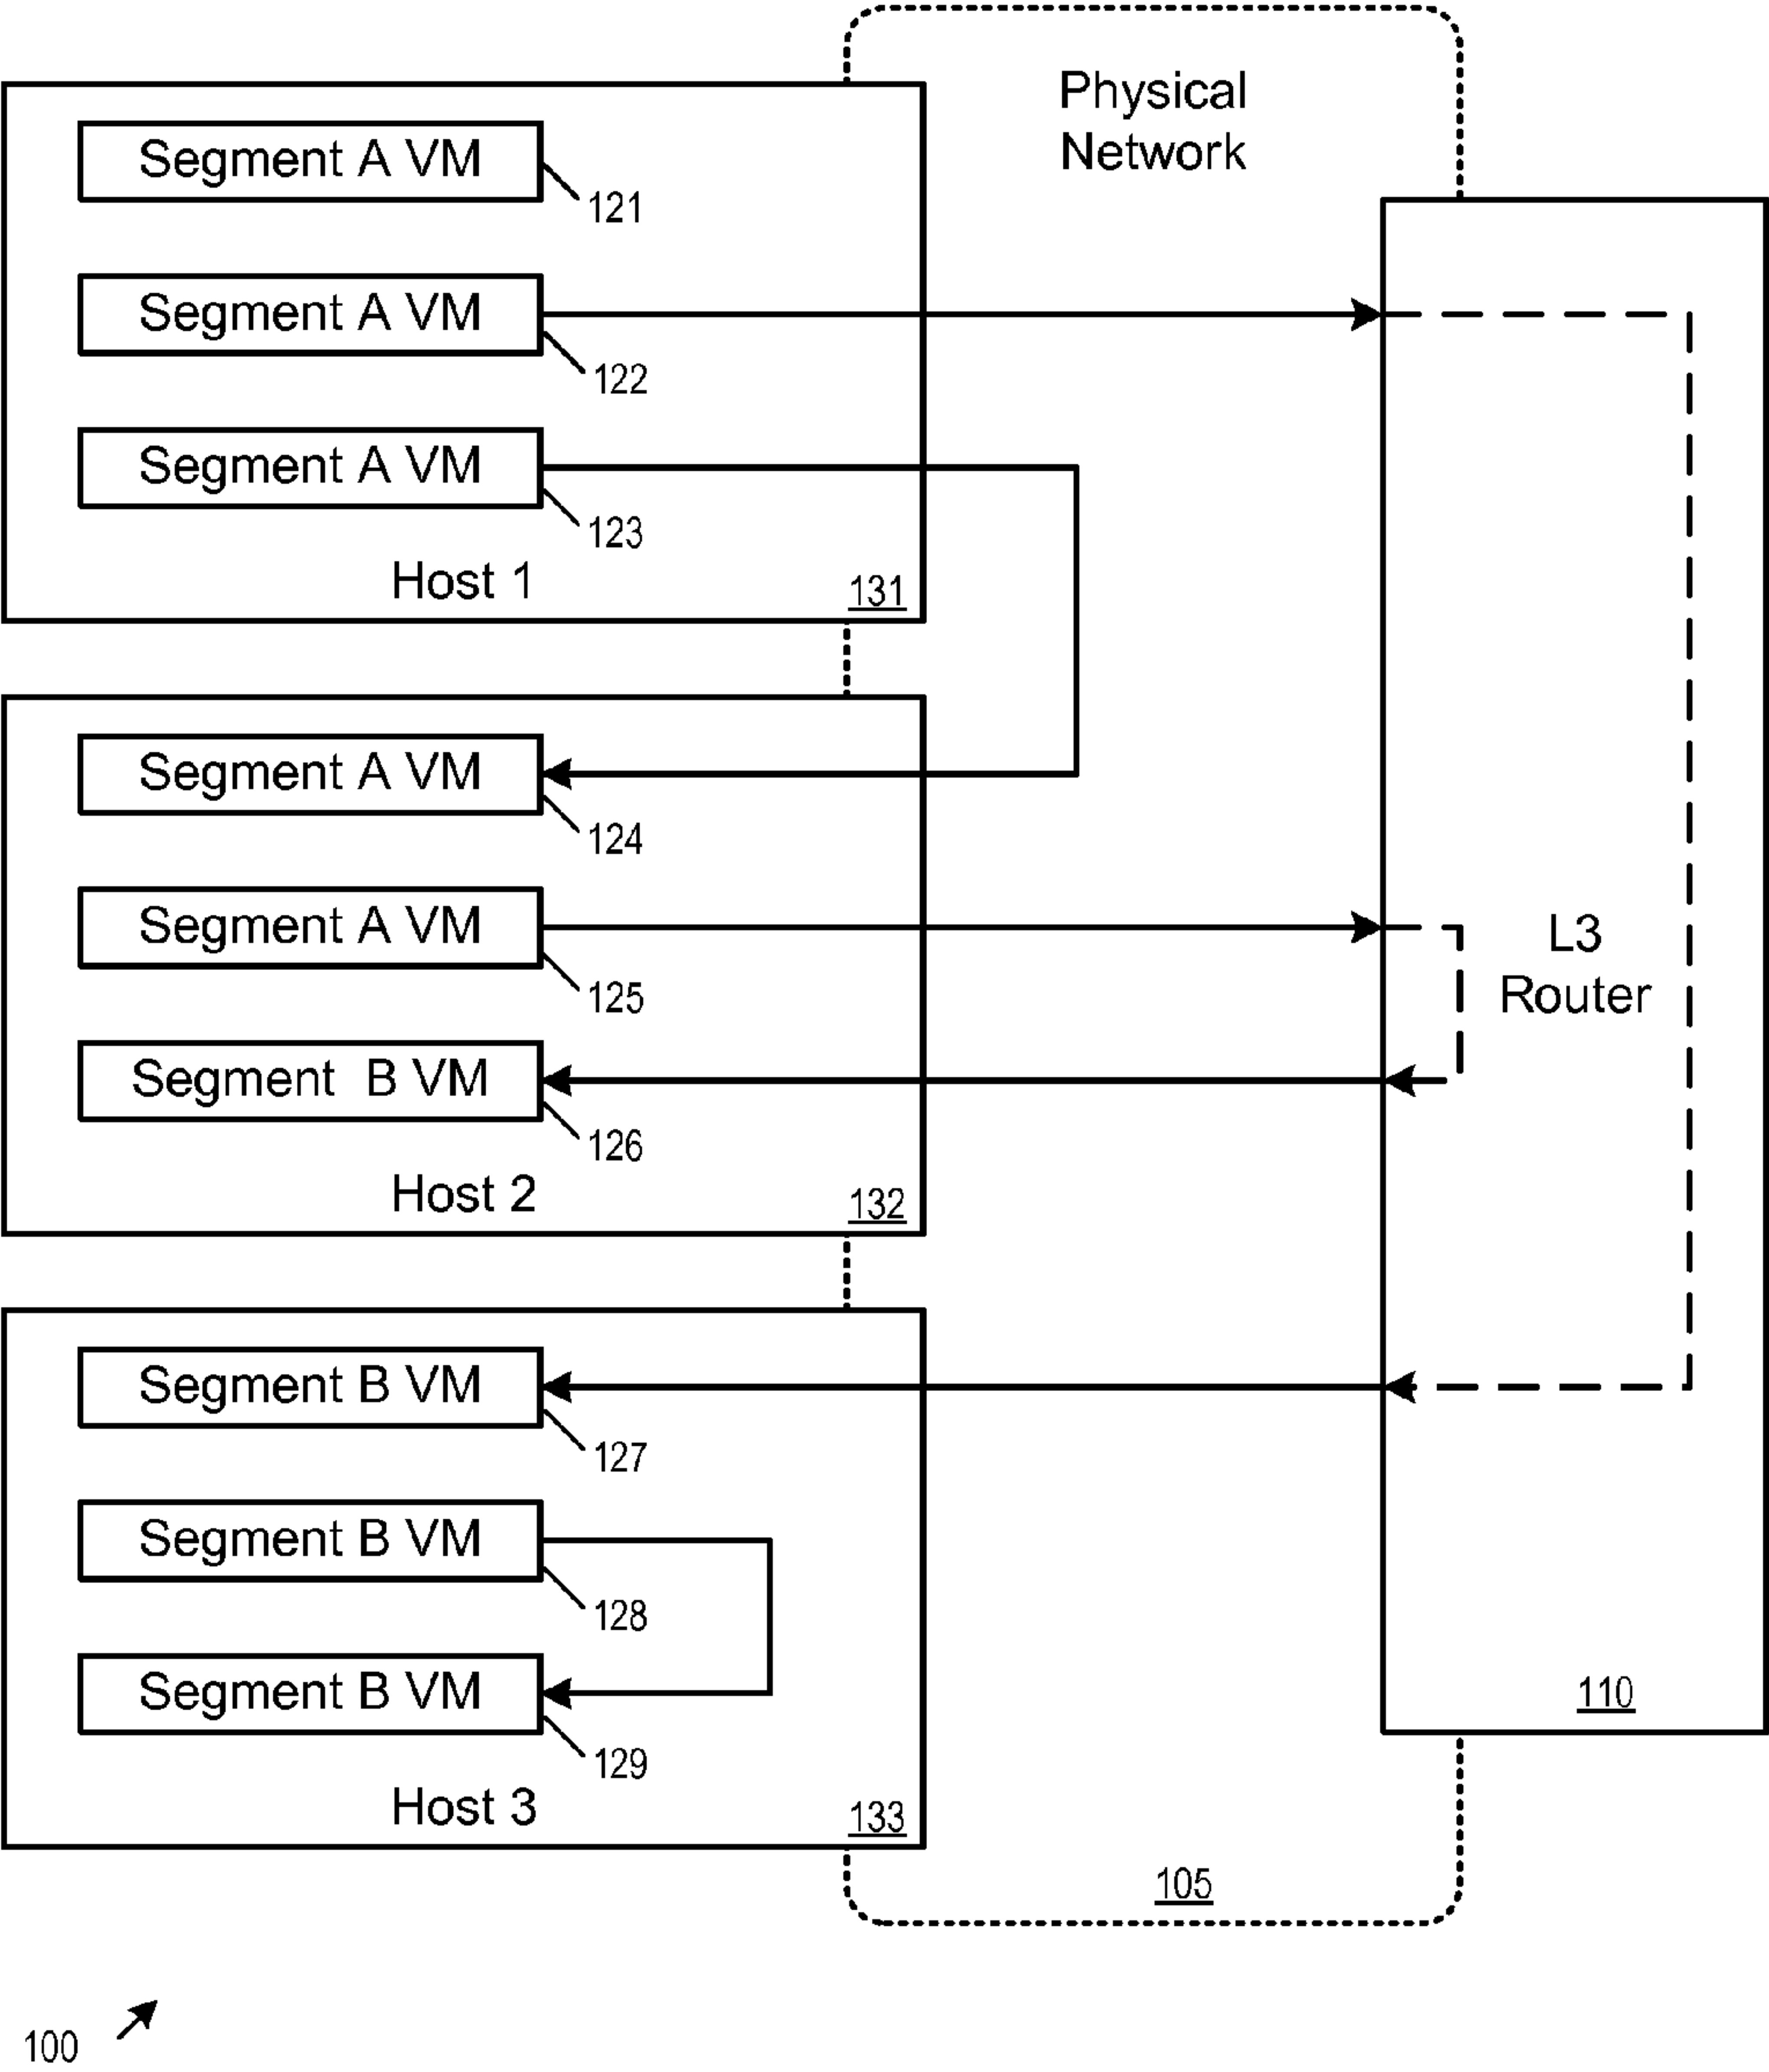 Physical
Network
Segment A VM
121
Segment A VM
122
Segment A VM
123
Host 1
131
Segment A VM
124
Segment A VM
125
L3
Router
Segment B VM
126
Host 2
132
Segment B VM
127
Segment B VM
128
Segment B VM
129
Host 3
133
110
105
100